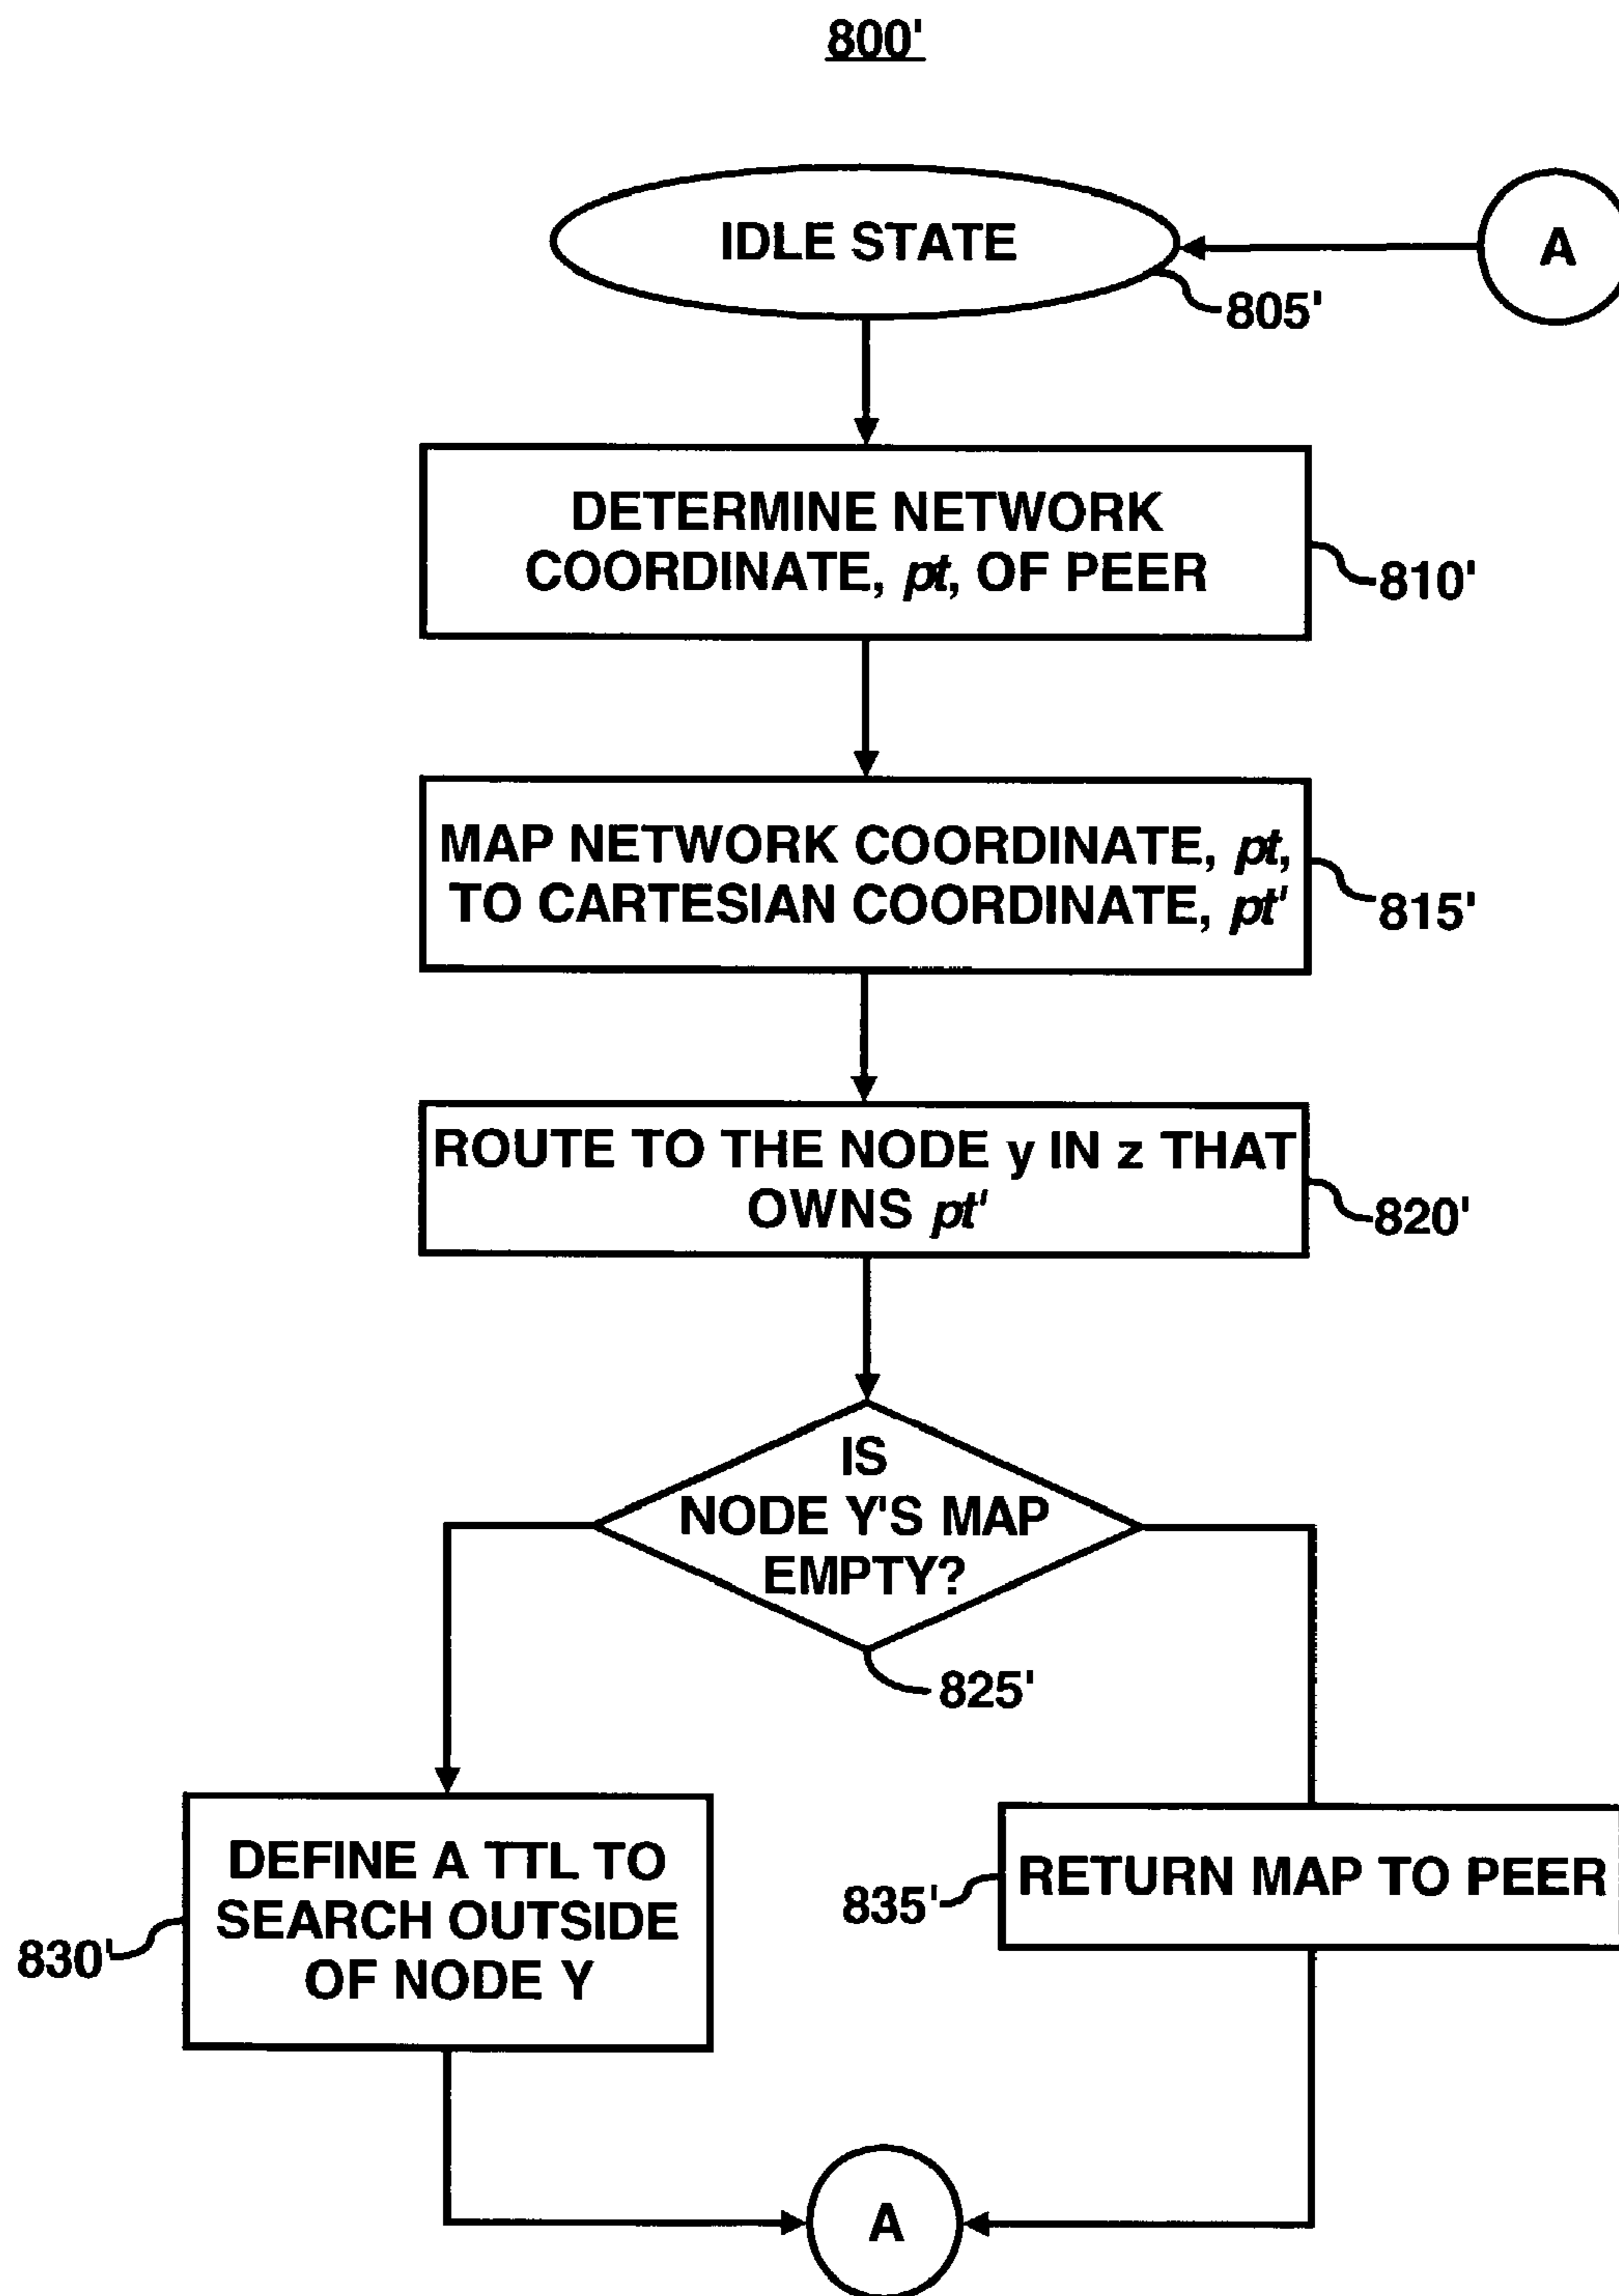 800'
IDLE STATE
A
805'
DETERMINE NETWORK
COORDINATE, pt, OF PEER
810'
MAP NETWORK COORDINATE, pt,
TO CARTESIAN COORDINATE, pt'
815'
ROUTE TO THE NODE y IN z THAT
OWNS pt'
820'
IS
NODE Y'S MAP
EMPTY?
825'
DEFINE A TTL TO
SEARCH OUTSIDE
OF NODE Y
830'
RETURN MAP TO PEER
835'
A